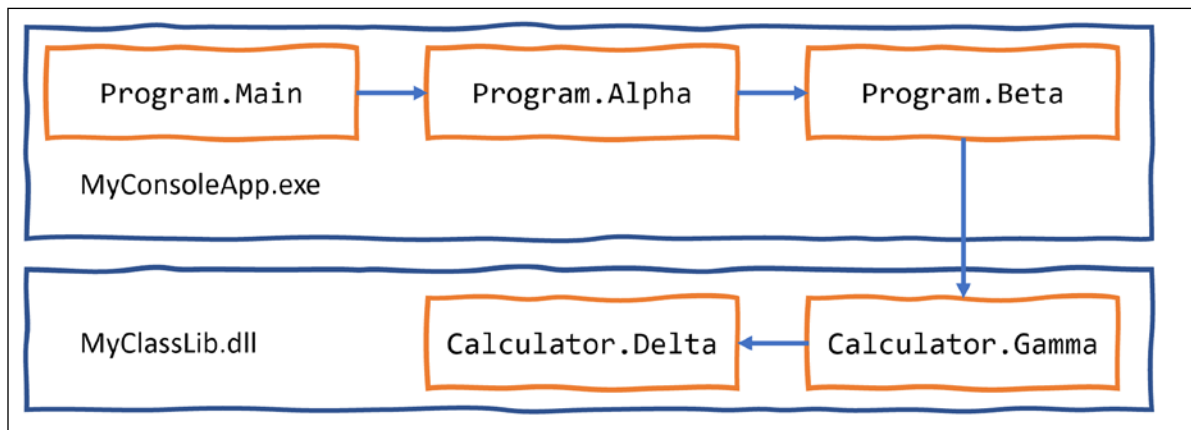 Program.Main
Program.Alpha
Program.Beta
MyConsoleApp.exe
MyClassLib.dll
Calculator.Delta
Calculator.Gamma